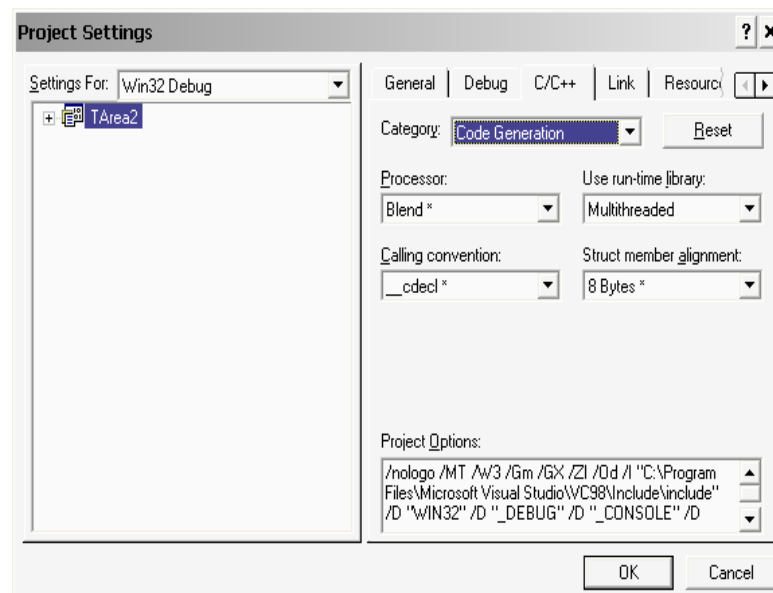 Project Settings
? ×
Settings For: Win32 Debug
TArea2
General Debug C/C++ Link Resourc
Category: Code Generation Reset
Processor: Use run-time library:
Blend * Multithreaded
Calling convention: Struct member alignment:
__cdecl * 8 Bytes *
Project Options:
/nologo /MT /W3 /Gm /GX /ZI /Od /I "C:\Program
Files\Microsoft Visual Studio\VC98\Include\include"
/D "WIN32" /D "_DEBUG" /D "_CONSOLE" /D
OK Cancel